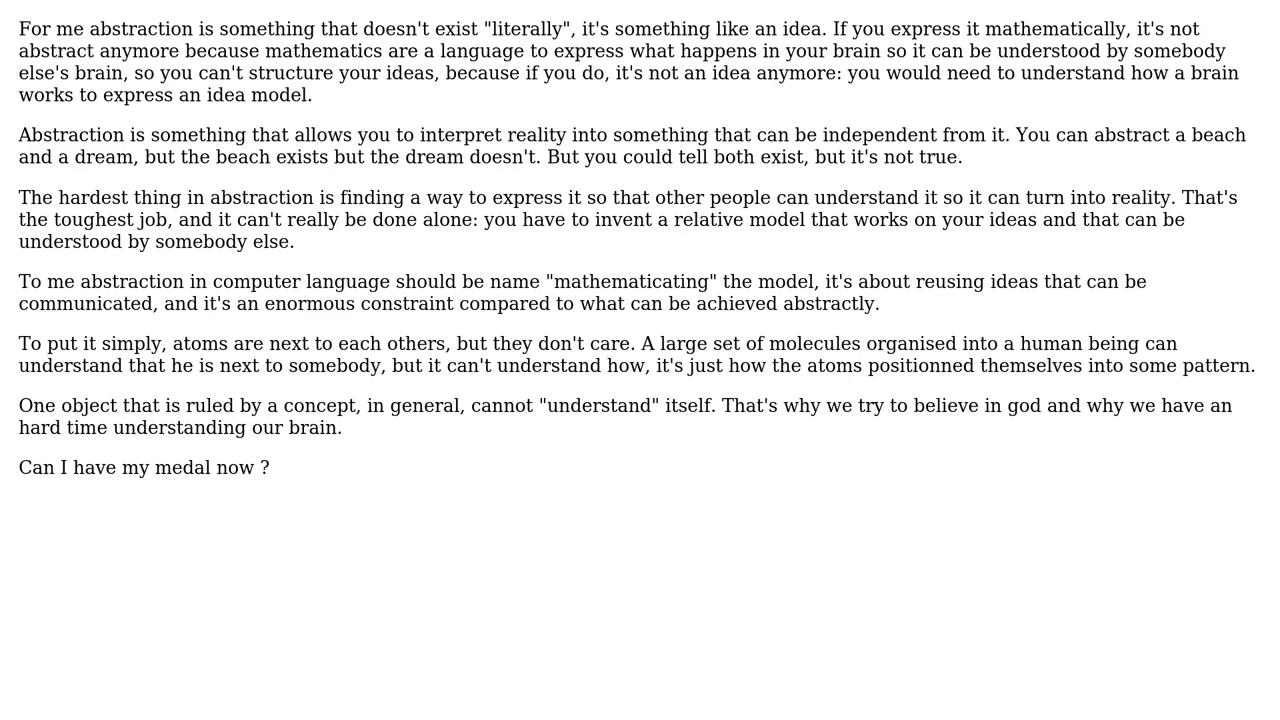 For me abstraction is something that doesn't exist "literally", it's something like an idea. If you express it mathematically, it's not
abstract anymore because mathematics are a language to express what happens in your brain so it can be understood by somebody
else's brain, so you can't structure your ideas, because if you do, it's not an idea anymore: you would need to understand how a brain
works to express an idea model.
Abstraction is something that allows you to interpret reality into something that can be independent from it. You can abstract a beach
and a dream, but the beach exists but the dream doesn't. But you could tell both exist, but it's not true.
The hardest thing in abstraction is finding a way to express it so that other people can understand it so it can turn into reality. That's
the toughest job, and it can't really be done alone: you have to invent a relative model that works on your ideas and that can be
understood by somebody else.
To me abstraction in computer language should be name "mathematicating" the model, it's about reusing ideas that can be
communicated, and it's an enormous constraint compared to what can be achieved abstractly.
To put it simply, atoms are next to each others, but they don't care. A large set of molecules organised into a human being can
understand that he is next to somebody, but it can't understand how, it's just how the atoms positionned themselves into some pattern.
One object that is ruled by a concept, in general, cannot "understand" itself. That's why we try to believe in god and why we have an
hard time understanding our brain.
Can I have my medal now ?